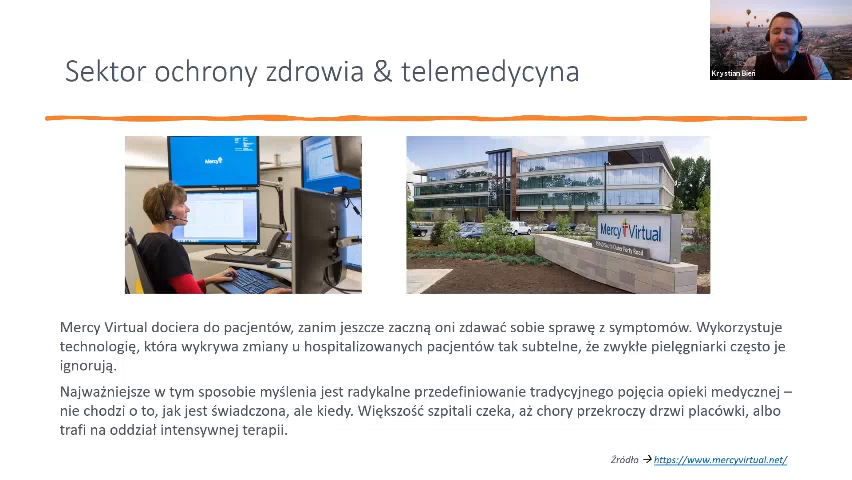 Sektor ochrony zdrowia & telemedycyna
Krystian Bień
Mercy
Mercy Virtual
Mercy Virtual dociera do pacjentów, zanim jeszcze zaczną oni zdawać sobie sprawę z symptomów. Wykorzystuje
technologię, która wykrywa zmiany u hospitalizowanych pacjentów tak subtelne, że zwykłe pielęgniarki często je
ignorują.
Najważniejsze w tym sposobie myślenia jest radykalne przedefiniowanie tradycyjnego pojęcia opieki medycznej –
nie chodzi o to, jak jest świadczona, ale kiedy. Większość szpitali czeka, aż chory przekroczy drzwi placówki, albo
trafi na oddział intensywnej terapii.
Źródło → https://www.mercyvirtual.net/